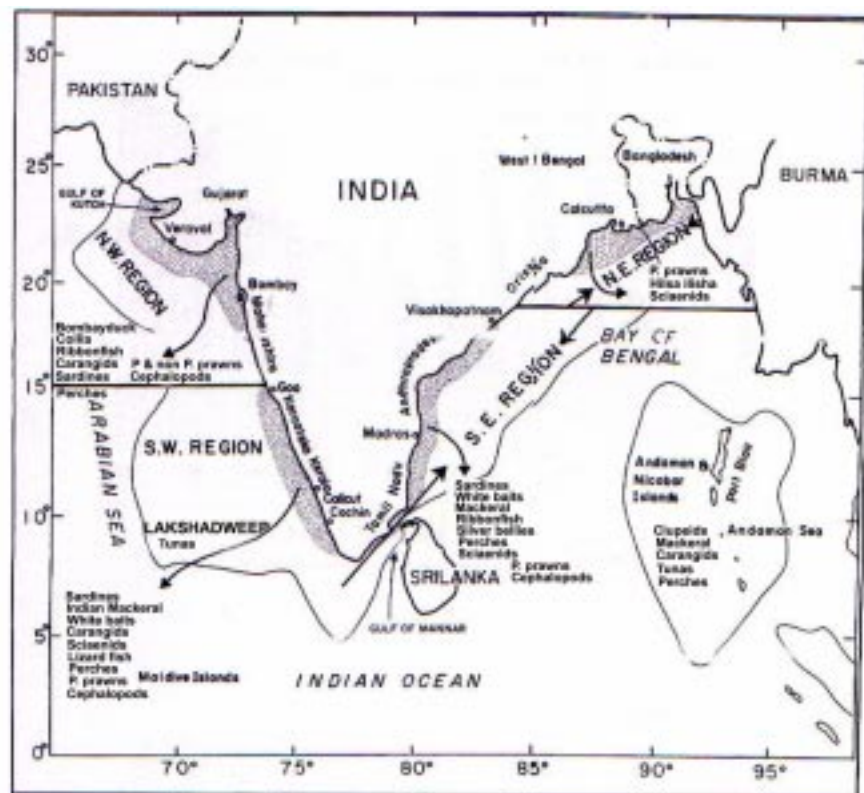 30°
25°
20°
15°
10°
5°
0°
PAKISTAN
GULF OF
KUTCH
Gujarat
Veraval
INDIA
West Bengal
Bangladesh
BURMA
Calcutta
N.W. REGION
Bombay
Orissa
N.E. REGION
P. prawns
Hilsa ilisha
Sciaenids
Visakhapatnam
BAY OF
BENGAL
Bombayduck
Coilia
Ribbonfish
Carangids
Sardines
Perches
P & non P. prawns
Cephalopods
Goa
Madras
S.E. REGION
ARABIAN SEA
S.W. REGION
Calicut
Cochin
Tamil Nadu
LAKSHADWEEP
Tunas
Sardines
White baits
Mackeral
Ribbonfish
Silver bellies
Perches
Sciaenids
P. prawns
Cephalopods
SRILANKA
GULF OF MANNAR
Andaman &
Nicobar
Islands
Port Blair
Andaman Sea
Clupeids
Mackeral
Carangids
Tunas
Perches
Sardines
Indian Mackeral
White baits
Carangids
Sciaenids
Lizard fish
Perches
P. prawns
Cephalopods
Maldive Islands
INDIAN OCEAN
70°
75°
80°
85°
90°
95°